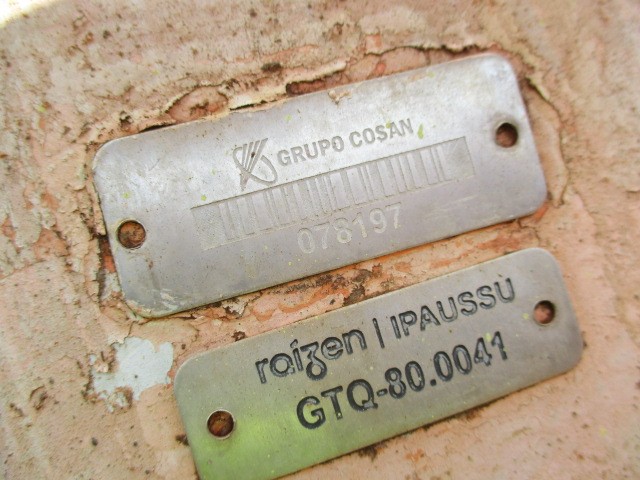 GRUPO COSAN
078197
raizen | IPAUSSU
GTQ-80.0041